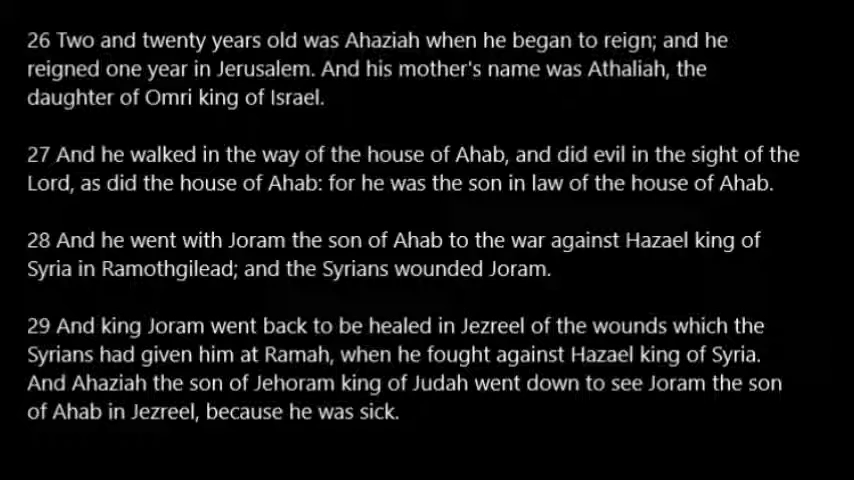 26 Two and twenty years old was Ahaziah when he began to reign; and he
reigned one year in Jerusalem. And his mother's name was Athaliah, the
daughter of Omri king of Israel.
27 And he walked in the way of the house of Ahab, and did evil in the sight of the
Lord, as did the house of Ahab: for he was the son in law of the house of Ahab.
28 And he went with Joram the son of Ahab to the war against Hazael king of
Syria in Ramothgilead; and the Syrians wounded Joram.
29 And king Joram went back to be healed in Jezreel of the wounds which the
Syrians had given him at Ramah, when he fought against Hazael king of Syria.
And Ahaziah the son of Jehoram king of Judah went down to see Joram the son
of Ahab in Jezreel, because he was sick.